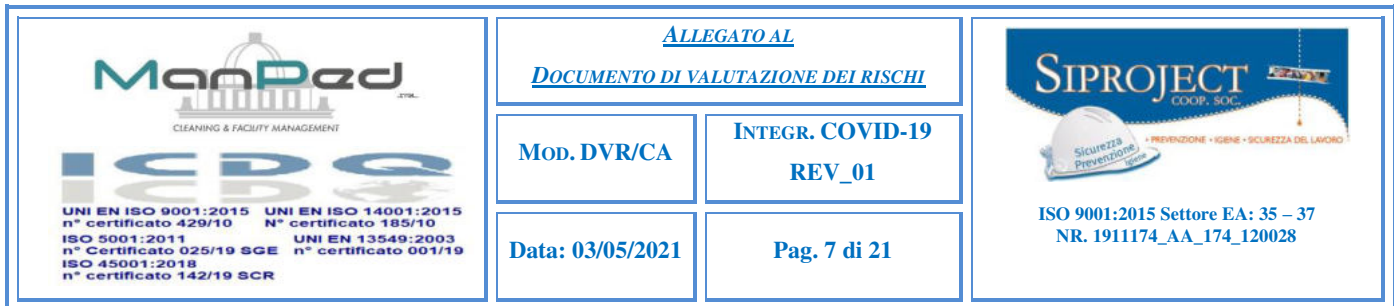 ManPed
CLEANING & FACILITY MANAGEMENT
ICDQ
UNI EN ISO 9001:2015 UNI EN ISO 14001:2015
n° certificato 429/10 N° certificato 185/10
ISO 5001:2011 UNI EN 13549:2003
n° Certificato 025/19 SGE n° certificato 001/19
ISO 45001:2018
n° certificato 142/19 SCR
ALLEGATO AL
DOCUMENTO DI VALUTAZIONE DEI RISCHI
MOD. DVR/CA
INTEGR. COVID-19
REV_01
Data: 03/05/2021
Pag. 7 di 21
SIPROJECT
COOP. SOC.
• PREVENZIONE • IGIENE • SICUREZZA DEL LAVORO
Sicurezza
Prevenzione
Igiene
ISO 9001:2015 Settore EA: 35 – 37
NR. 1911174_AA_174_120028